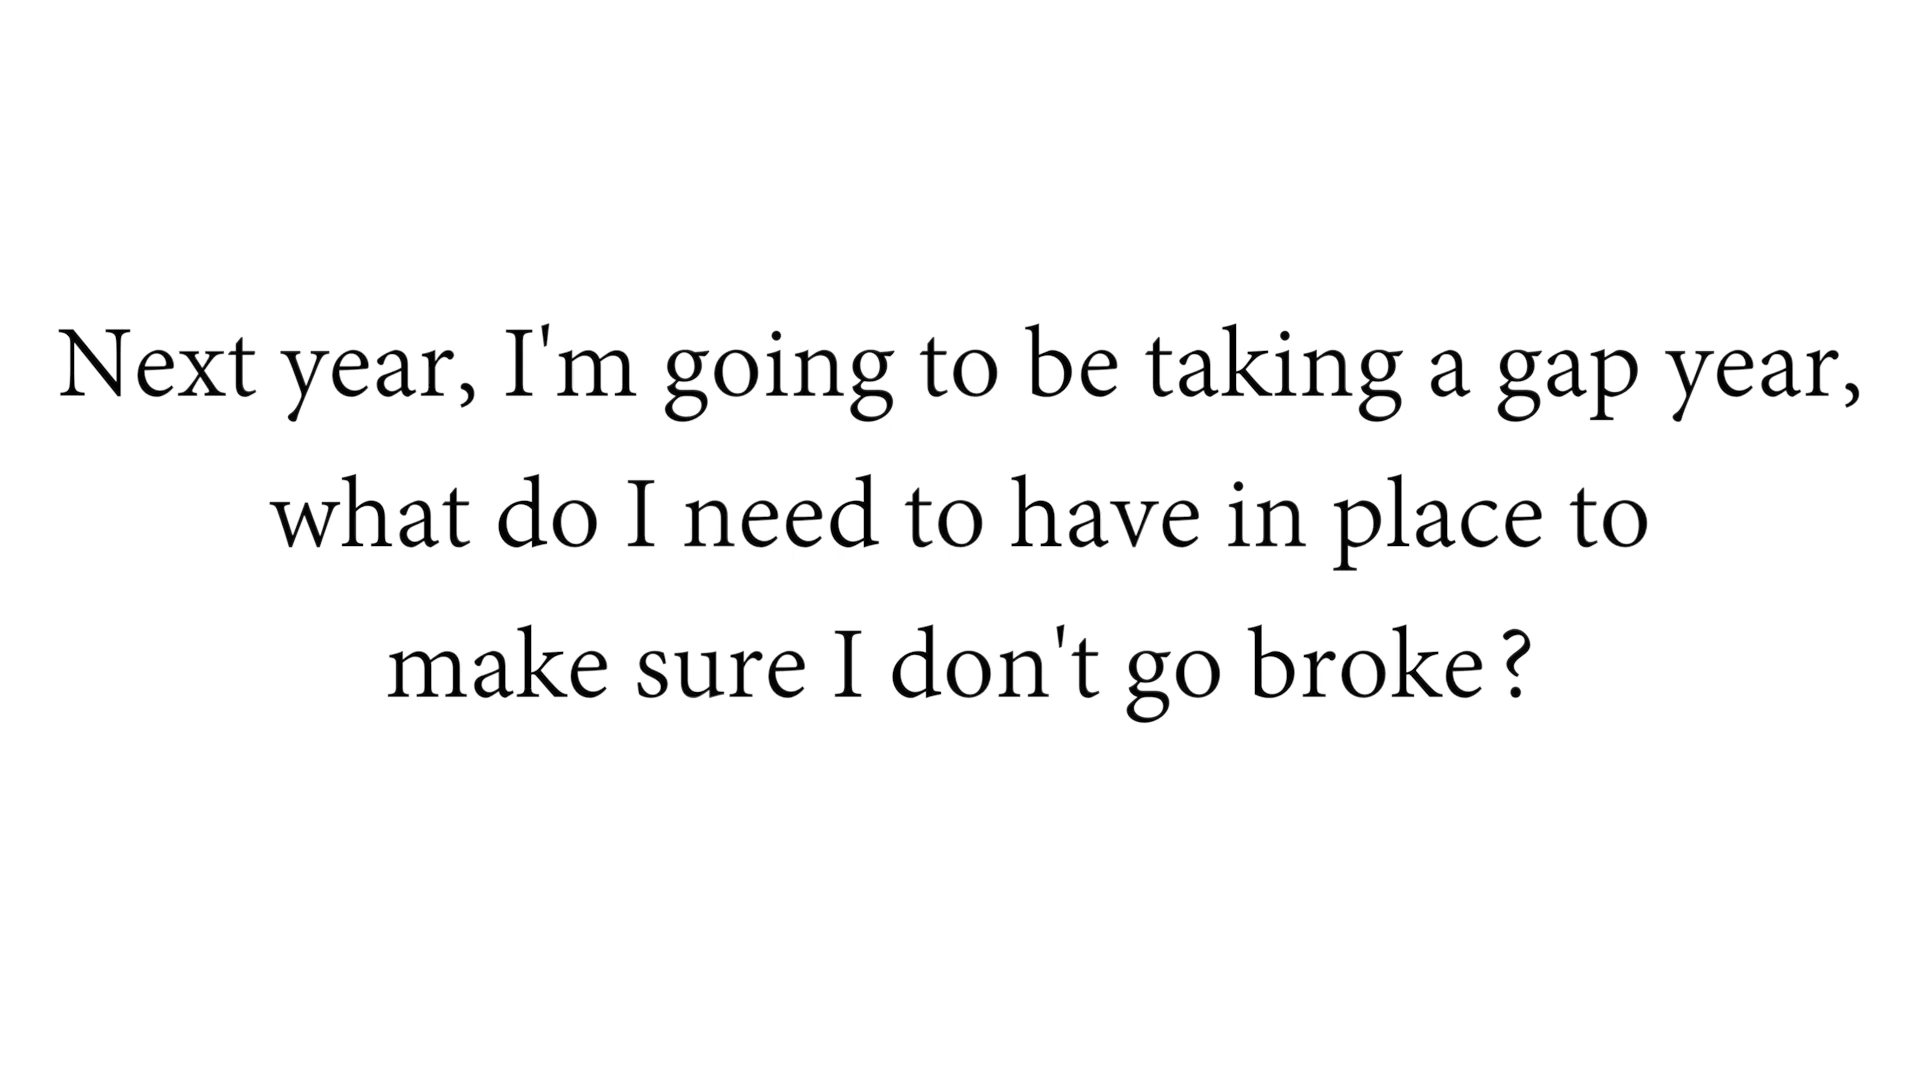 Next year, I'm going to be taking a gap year,
what do I need to have in place to
make sure I don't go broke?